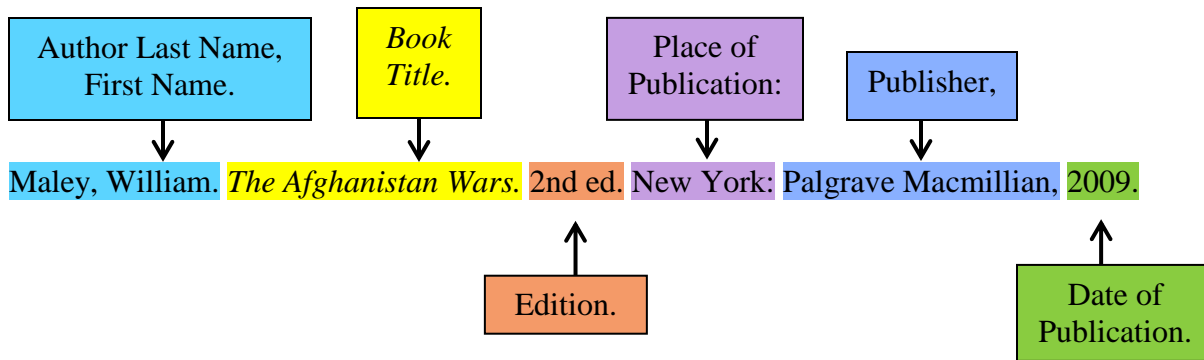 Author Last Name,
First Name.
Book
Title.
Place of
Publication:
Publisher,
Maley, William. The Afghanistan Wars. 2nd ed. New York: Palgrave Macmillian, 2009.
Edition.
Date of
Publication.